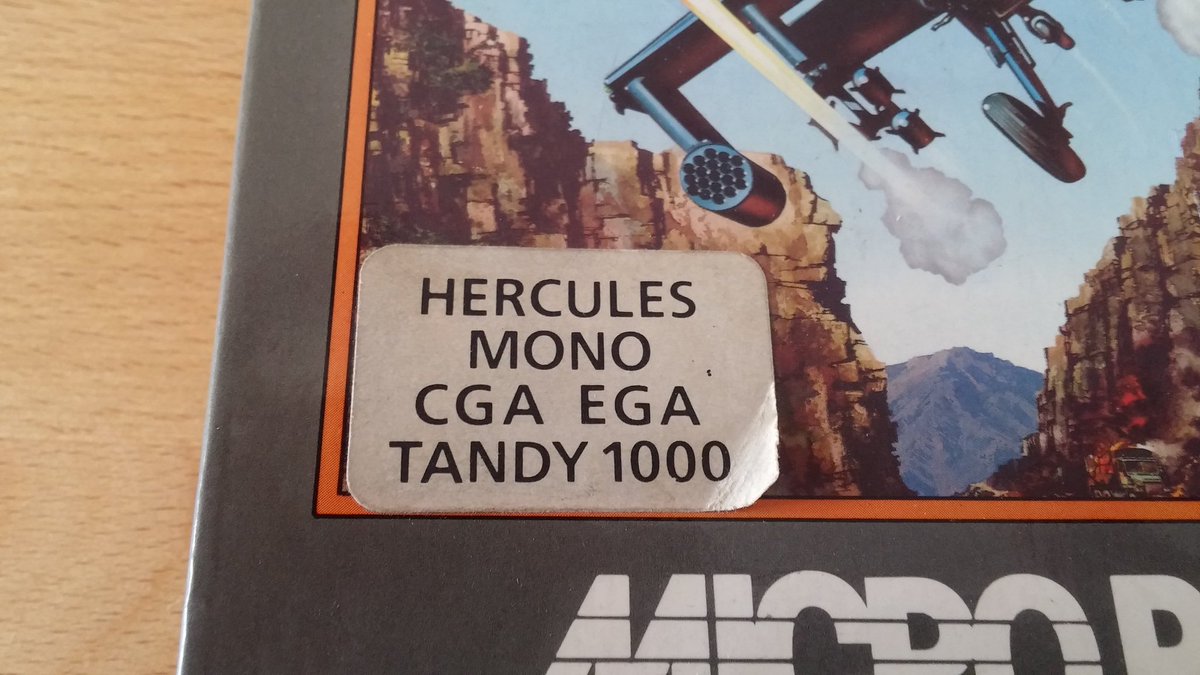 HERCULES
MONO
CGA EGA
TANDY 1000
MICRO